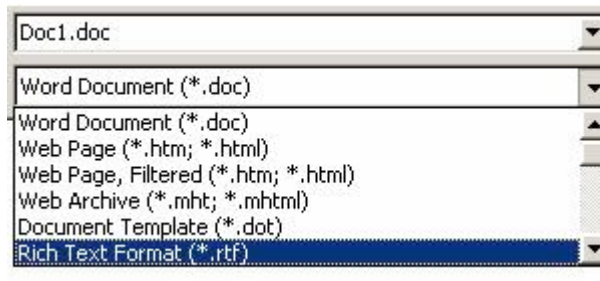 Doc1.doc
Word Document (*.doc)
Word Document (*.doc)
Web Page (*.htm; *.html)
Web Page, Filtered (*.htm; *.html)
Web Archive (*.mht; *.mhtml)
Document Template (*.dot)
Rich Text Format (*.rtf)